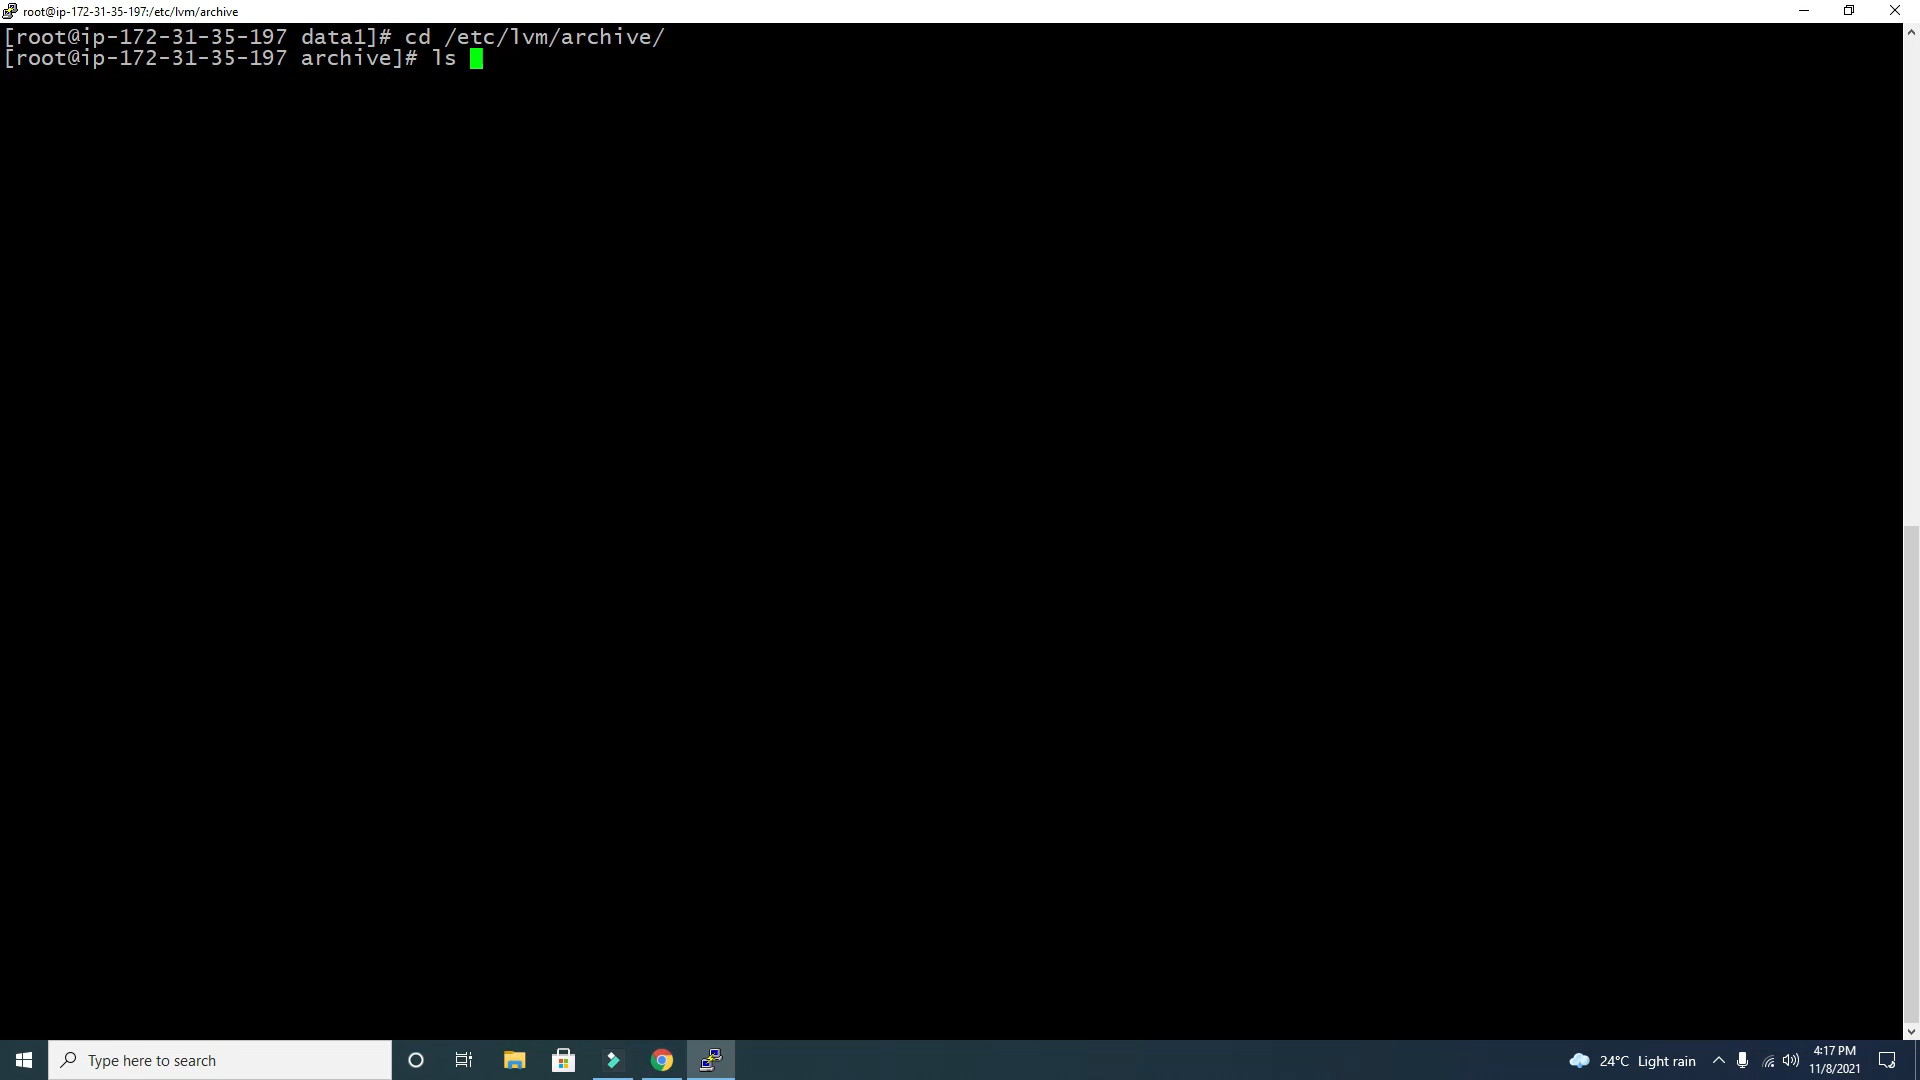 root@ip-172-31-35-197:/etc/lvm/archive
[root@ip-172-31-35-197 data1]# cd /etc/lvm/archive/
[root@ip-172-31-35-197 archive]# ls
Type here to search
24°C Light rain
4:17 PM
11/8/2021